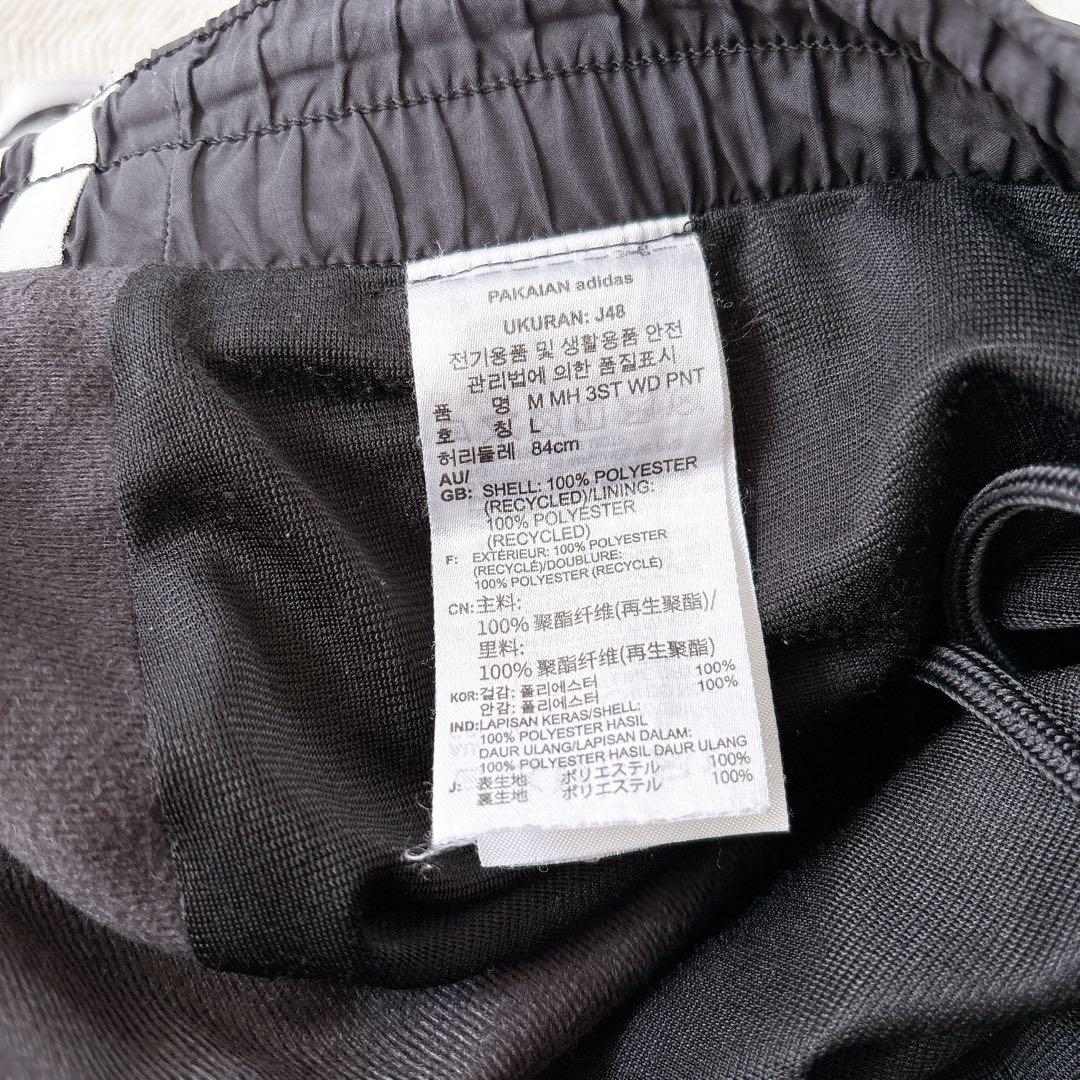 PAKAIAN adidas
UKURAN: J48
전기용품 및 생활용품 안전
관리법에 의한 품질표시
품 명 M MH 3ST WD PNT
호 칭 L
허리둘레 84cm
AU/
GB: SHELL: 100% POLYESTER
(RECYCLED)/LINING:
100% POLYESTER
(RECYCLED)
F: EXTÉRIEUR: 100% POLYESTER
(RECYCLÉ)/DOUBLURE:
100% POLYESTER (RECYCLÉ)
CN: 主料:
100% 聚酯纤维(再生聚酯)/
里料:
100% 聚酯纤维(再生聚酯)
KOR: 겉감: 폴리에스터 100%
안감: 폴리에스터 100%
IND: LAPISAN KERAS/SHELL:
100% POLYESTER HASIL
DAUR ULANG/LAPISAN DALAM:
100% POLYESTER HASIL DAUR ULANG
J: 表生地 ポリエステル 100%
裏生地 ポリエステル 100%